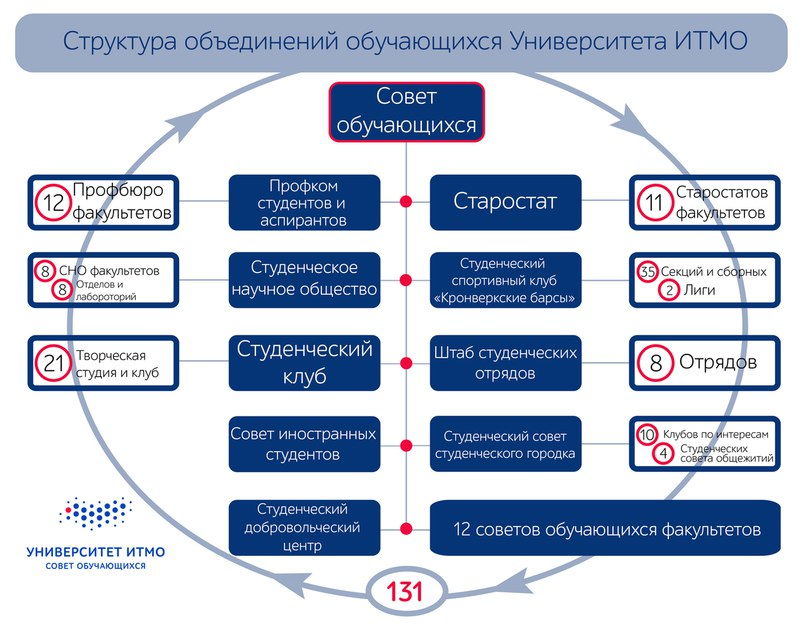 Структура объединений обучающихся Университета ИТМО
Совет
обучающихся
12
Профбюро
факультетов
Профком
студентов и
аспирантов
Старостат
11
Старостатов
факультетов
8
СНО факультетов
8
Отделов и
лабороторий
Студенческое
научное общество
Студенческий
спортивный клуб
«Кронверкские барсы»
35
Секций и сборных
2
Лиги
21
Творческая
студия и клуб
Студенческий
клуб
Штаб студенческих
отрядов
8
Отрядов
Совет иностранных
студентов
Студенческий совет
студенческого городка
10
Клубов по интересам
4
Студенческих
совета общежитий
Студенческий
добровольческий
центр
12 советов обучающихся факультетов
УНИВЕРСИТЕТ ИТМО
СОВЕТ ОБУЧАЮЩИХСЯ
131